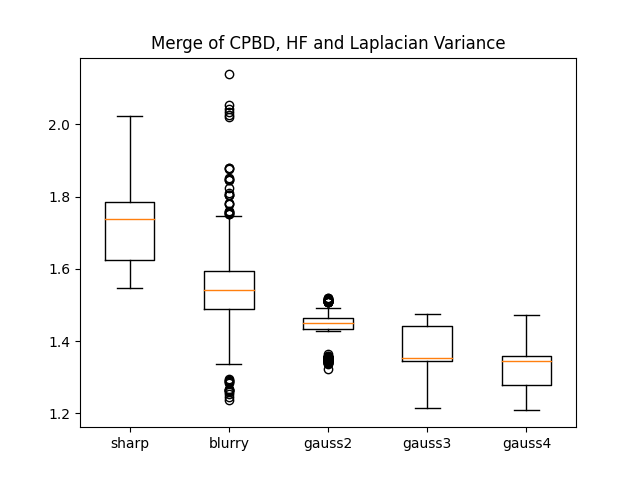 Merge of CPBD, HF and Laplacian Variance
2.0
1.8
1.6
1.4
1.2
sharp blurry gauss2 gauss3 gauss4